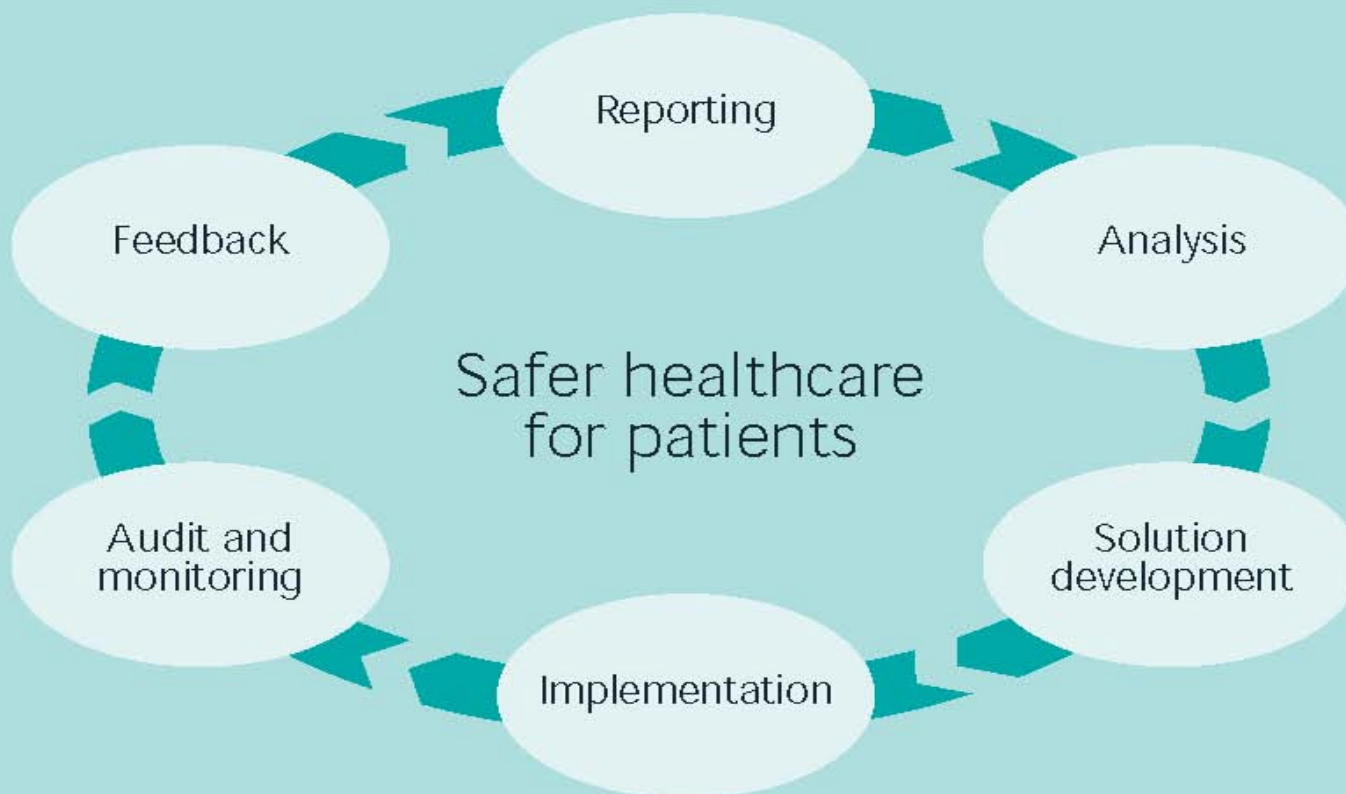 Reporting
Analysis
Solution
development
Implementation
Audit and
monitoring
Feedback
Safer healthcare
for patients